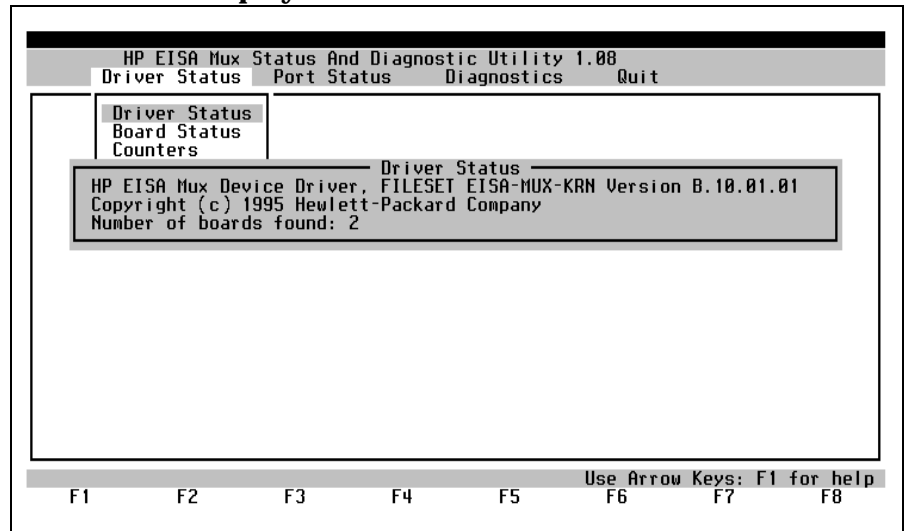 HP EISA Mux Status And Diagnostic Utility 1.08
Driver Status Port Status Diagnostics Quit
Driver Status
Board Status
Counters
Driver Status
HP EISA Mux Device Driver, FILESET EISA-MUX-KRN Version B.10.01.01
Copyright (c) 1995 Hewlett-Packard Company
Number of boards found: 2
Use Arrow Keys: F1 for help
F1 F2 F3 F4 F5 F6 F7 F8